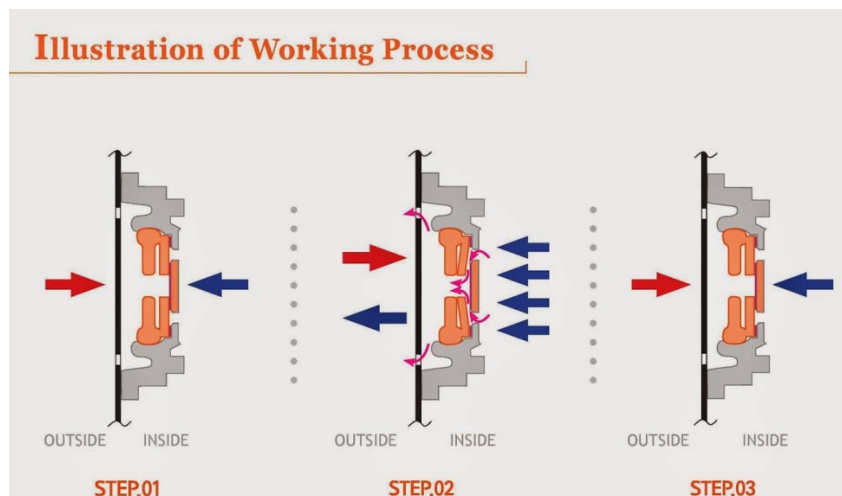 Illustration of Working Process
OUTSIDE INSIDE
OUTSIDE INSIDE
OUTSIDE INSIDE
STEP.01
STEP.02
STEP.03